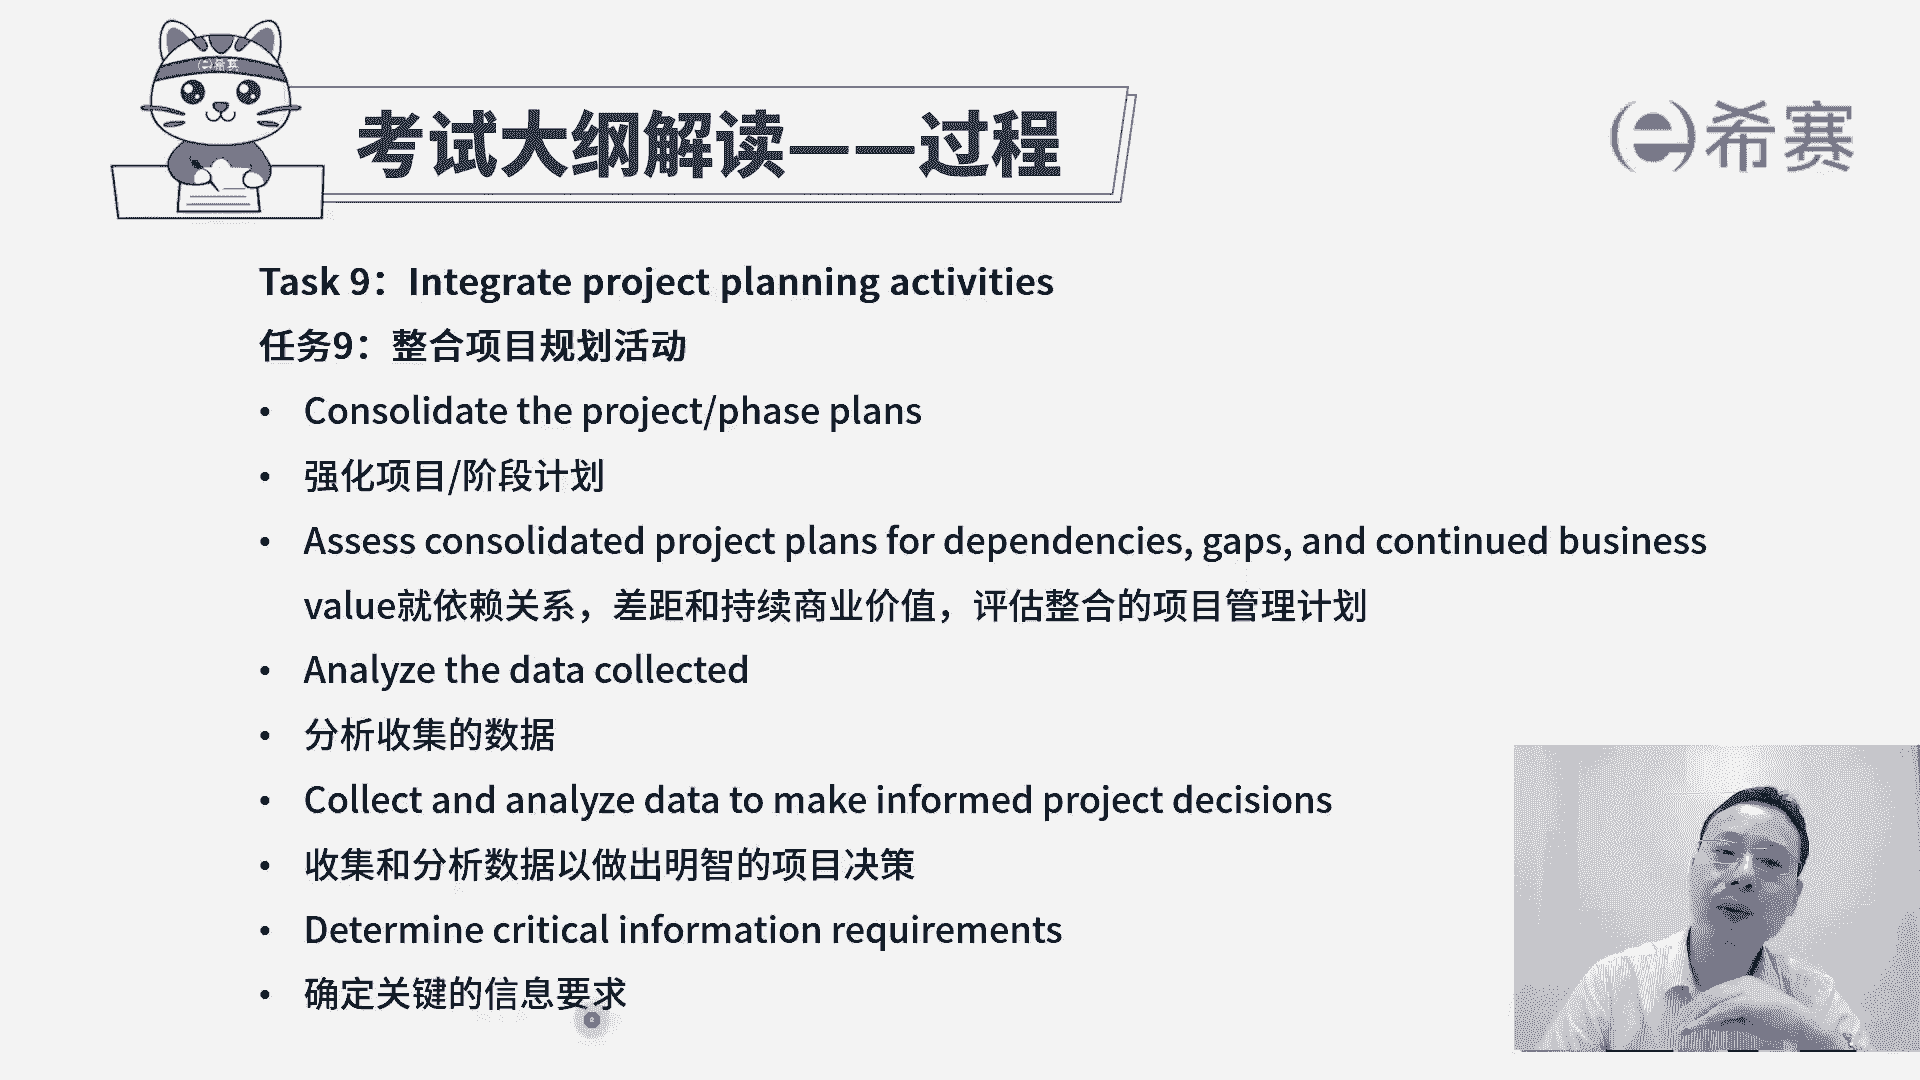 希赛
考试大纲解读——过程
希赛
Task 9：Integrate project planning activities
任务9：整合项目规划活动
• Consolidate the project/phase plans
• 强化项目/阶段计划
• Assess consolidated project plans for dependencies, gaps, and continued business
value就依赖关系，差距和持续商业价值，评估整合的项目管理计划
• Analyze the data collected
• 分析收集的数据
• Collect and analyze data to make informed project decisions
• 收集和分析数据以做出明智的项目决策
• Determine critical information requirements
• 确定关键的信息要求